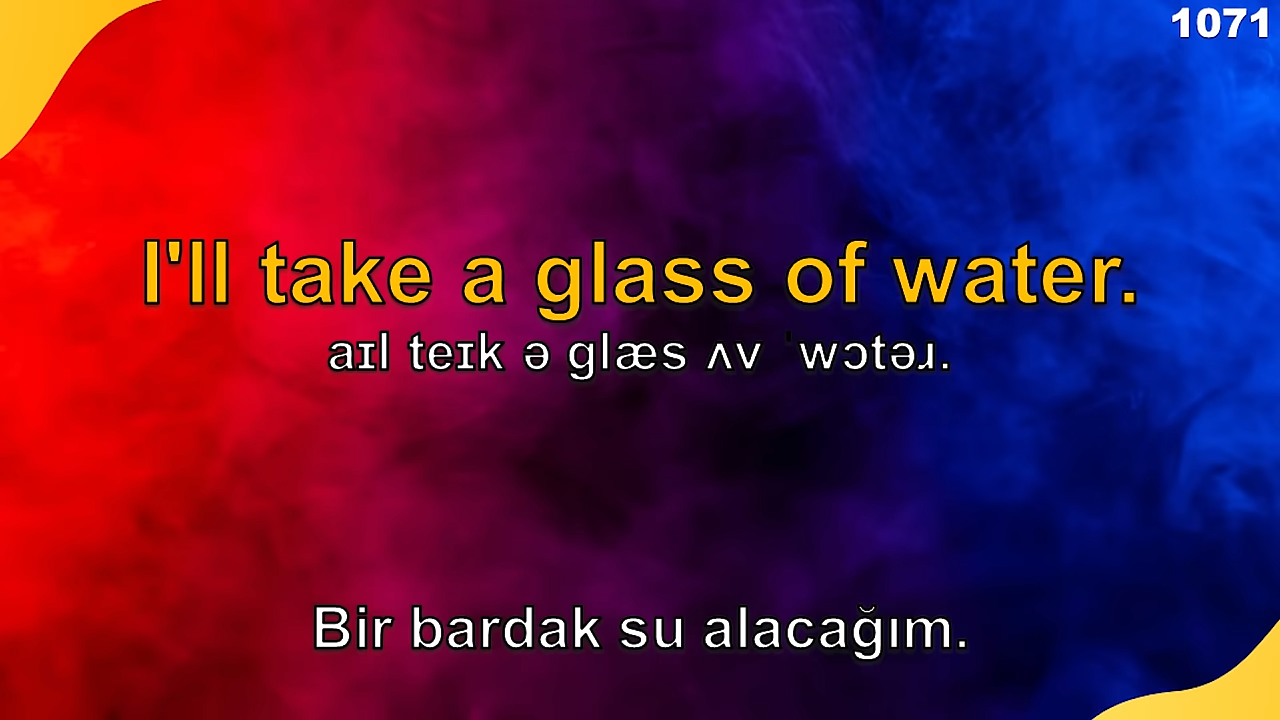 1071
I'll take a glass of water.
aɪl teɪk ə glæs ʌv ˈwɔtəɹ.
Bir bardak su alacağım.